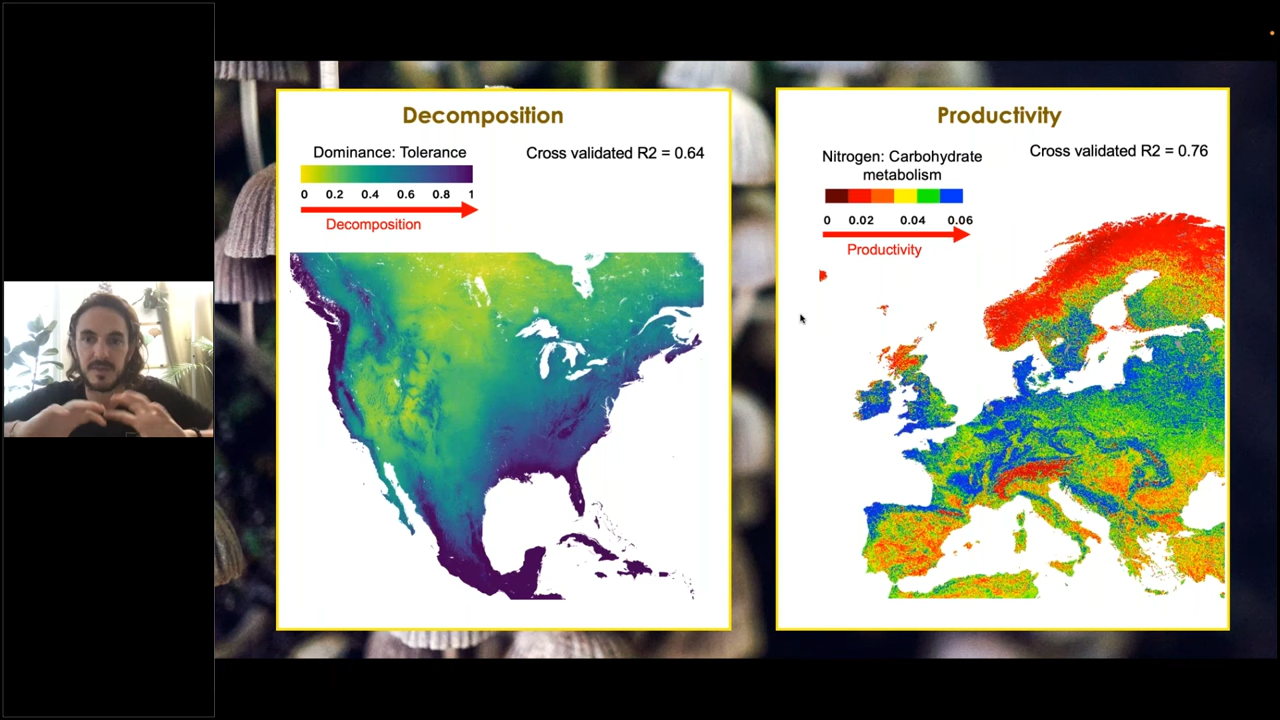 Decomposition
Dominance: Tolerance
Cross validated R2 = 0.64
0 0.2 0.4 0.6 0.8 1
Decomposition
Productivity
Nitrogen: Carbohydrate
metabolism
Cross validated R2 = 0.76
0 0.02 0.04 0.06
Productivity